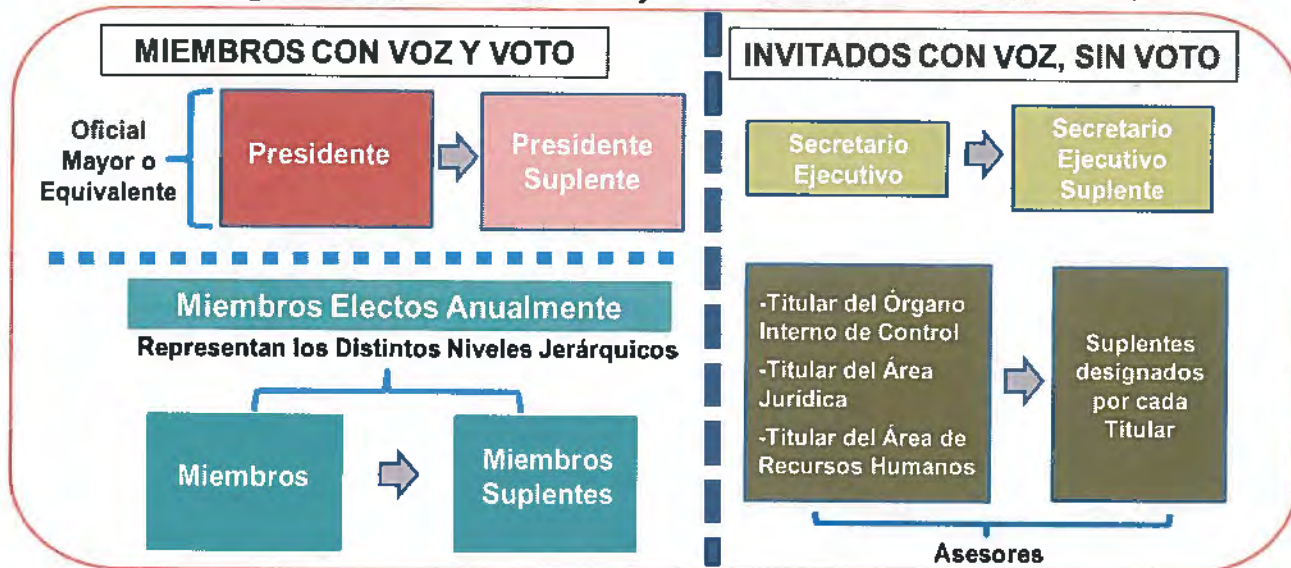 MIEMBROS CON VOZ Y VOTO
Oficial
Mayor o
Equivalente
Presidente
Presidente
Suplente
Miembros Electos Anualmente
Representan los Distintos Niveles Jerárquicos
Miembros
Miembros
Suplentes
INVITADOS CON VOZ, SIN VOTO
Secretario
Ejecutivo
Secretario
Ejecutivo
Suplente
-Titular del Órgano
Interno de Control
-Titular del Área
Jurídica
-Titular del Área de
Recursos Humanos
Suplentes
designados
por cada
Titular
Asesores